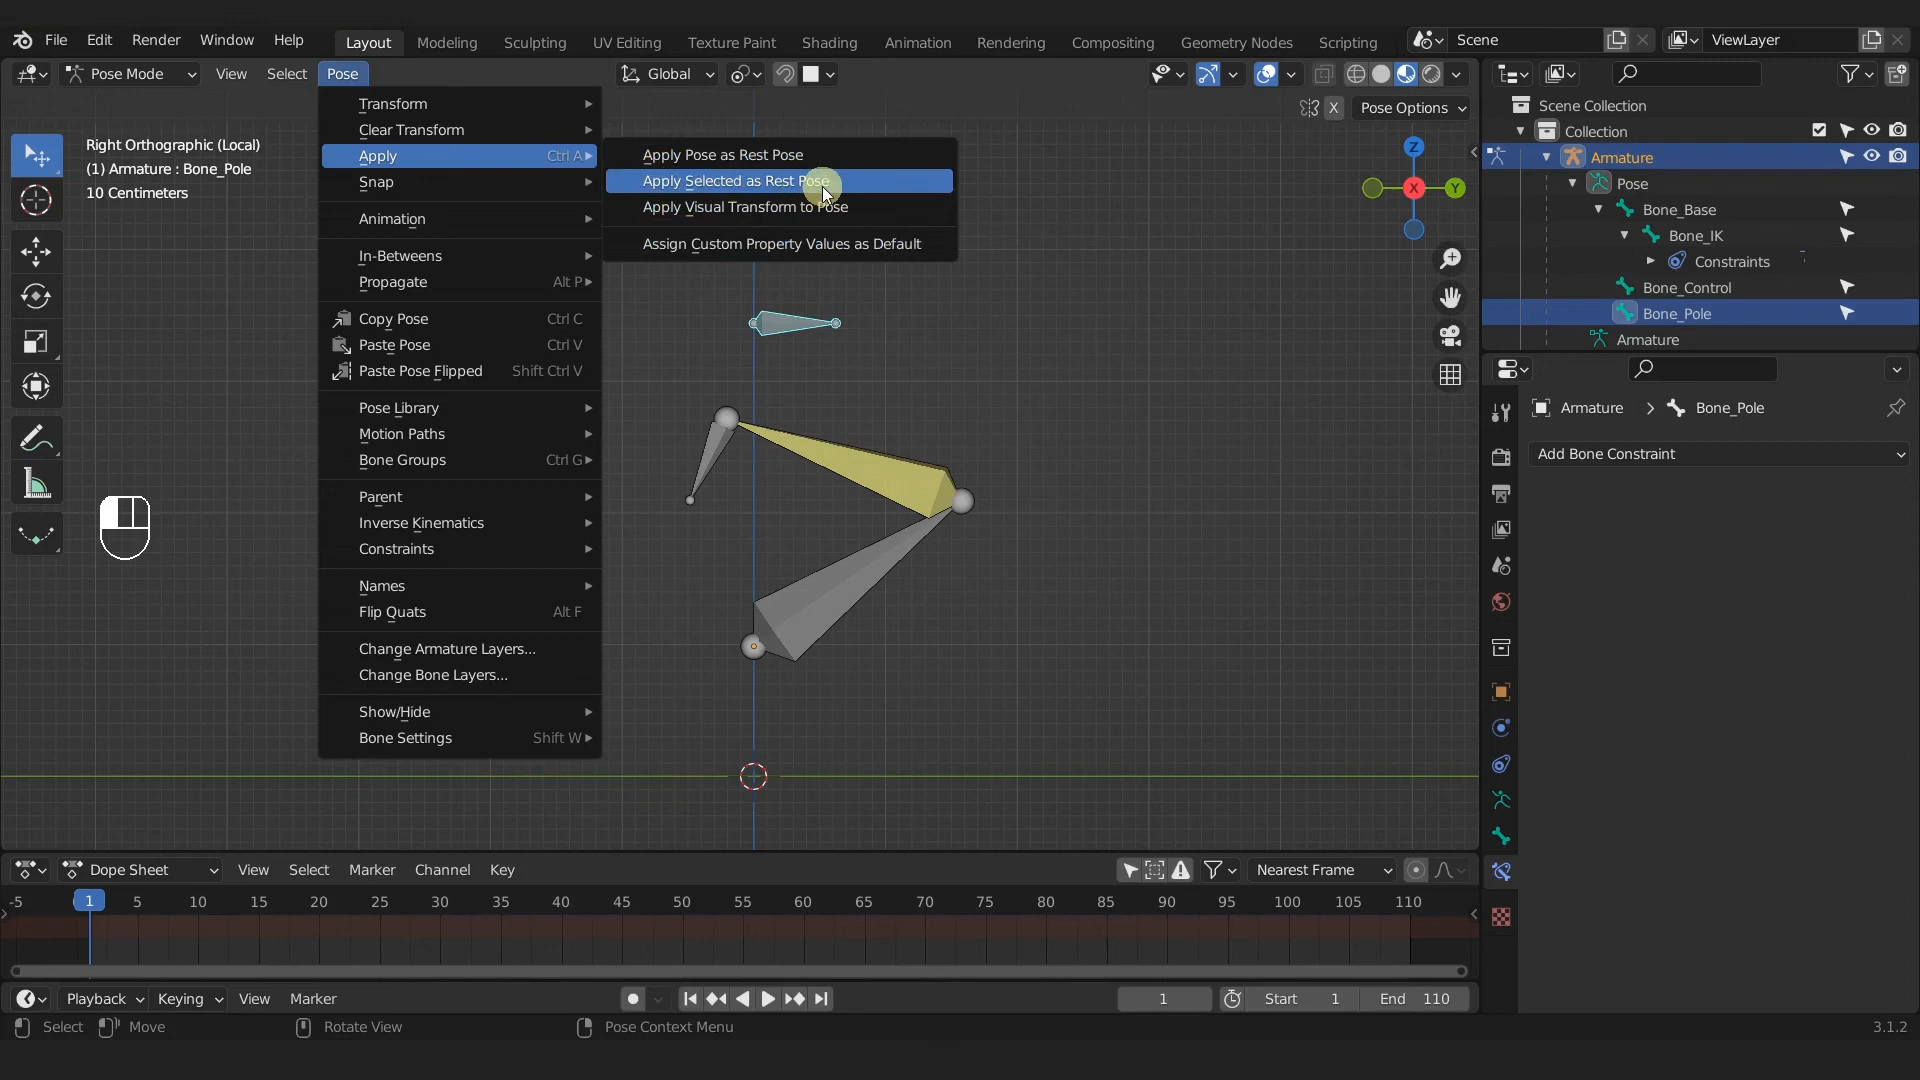 File Edit Render Window Help Layout Modeling Sculpting UV Editing Texture Paint Shading Animation Rendering Compositing Geometry Nodes Scripting Scene ViewLayer
Pose Mode View Select Pose Global
X Pose Options
Right Orthographic (Local)
(1) Armature : Bone_Pole
10 Centimeters
Transform
Clear Transform
Apply Ctrl A
Snap
Animation
In-Betweens
Propagate Alt P
Copy Pose Ctrl C
Paste Pose Ctrl V
Paste Pose Flipped Shift Ctrl V
Pose Library
Motion Paths
Bone Groups Ctrl G
Parent
Inverse Kinematics
Constraints
Names
Flip Quats Alt F
Change Armature Layers...
Change Bone Layers...
Show/Hide
Bone Settings Shift W
Apply Pose as Rest Pose
Apply Selected as Rest Pose
Apply Visual Transform to Pose
Assign Custom Property Values as Default
Z
X
Y
Scene Collection
Collection
Armature
Pose
Bone_Base
Bone_IK
Constraints
Bone_Control
Bone_Pole
Armature
Armature Bone_Pole
Add Bone Constraint
Dope Sheet View Select Marker Channel Key Nearest Frame
-5 1 5 10 15 20 25 30 35 40 45 50 55 60 65 70 75 80 85 90 95 100 105 110
Playback Keying View Marker 1 Start 1 End 110
Select Move Rotate View Pose Context Menu 3.1.2